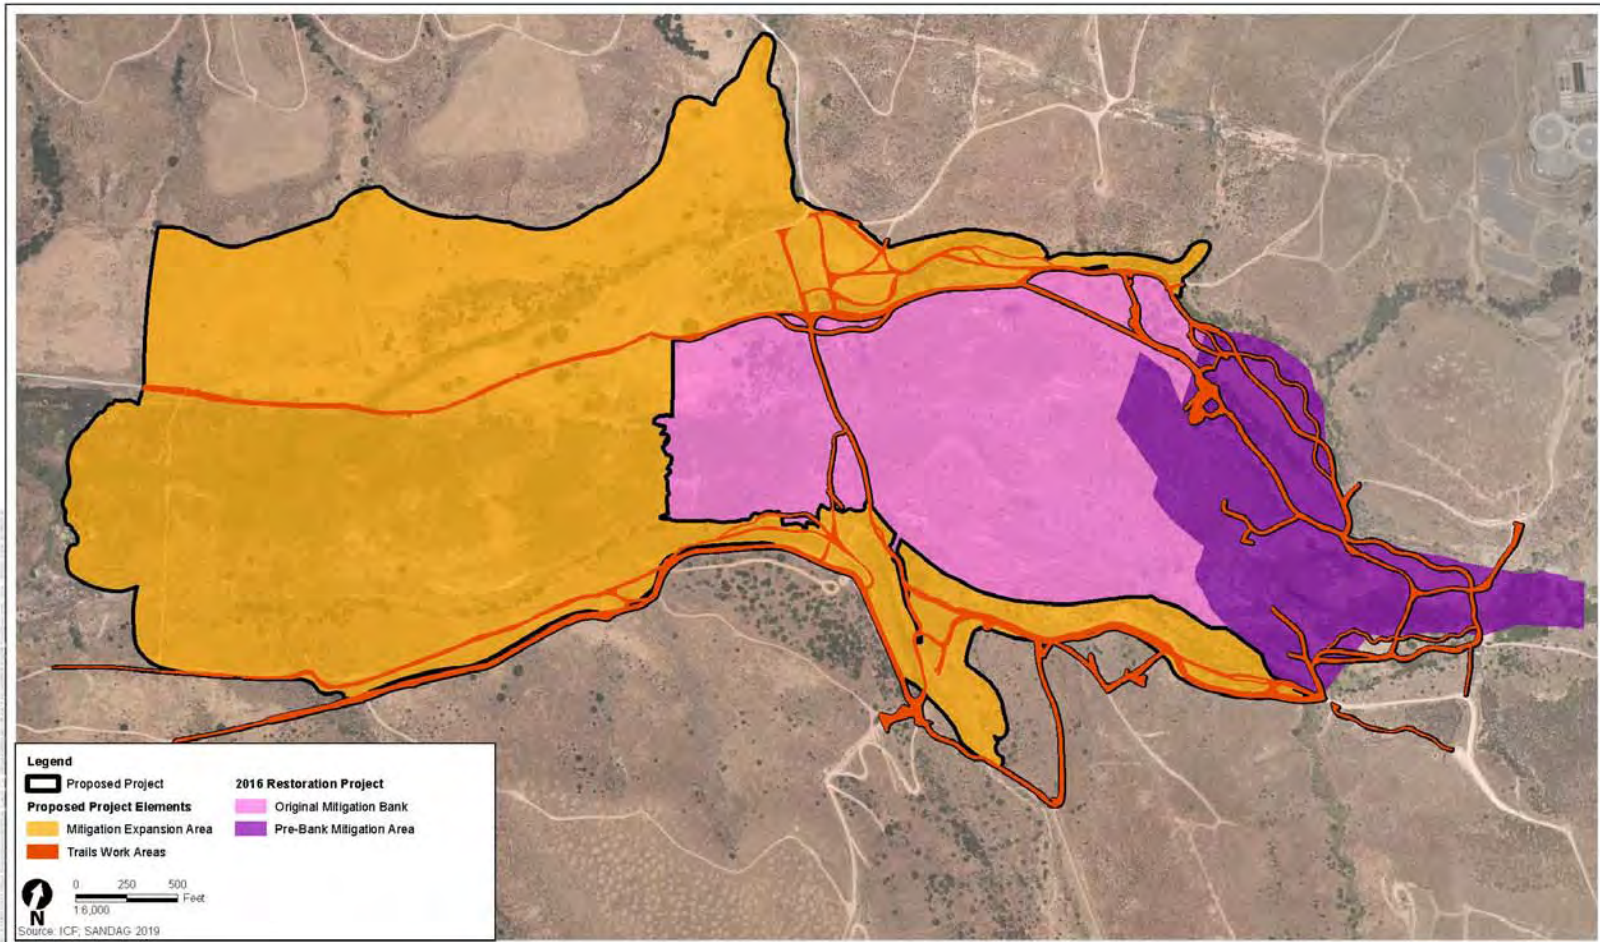 Legend
Proposed Project
Proposed Project Elements
Mitigation Expansion Area
Trails Work Areas
2016 Restoration Project
Original Mitigation Bank
Pre-Bank Mitigation Area
0 250 500
Feet
1:6,000
N
Source: ICF; SANDAG 2019